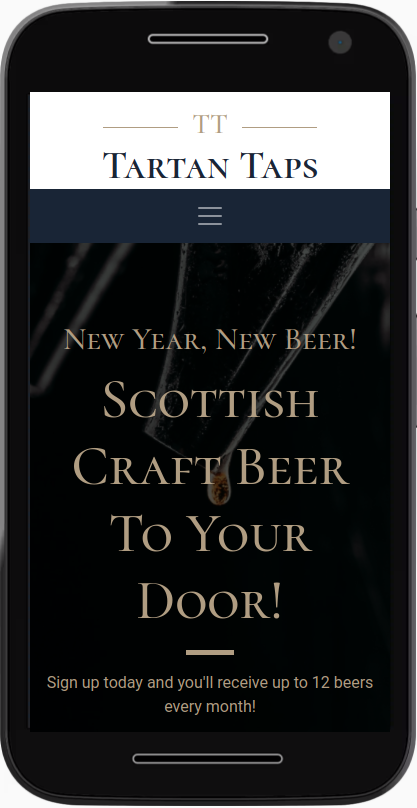 TT
Tartan Taps
New Year, New Beer!
Scottish
Craft Beer
To Your
Door!
Sign up today and you'll receive up to 12 beers
every month!